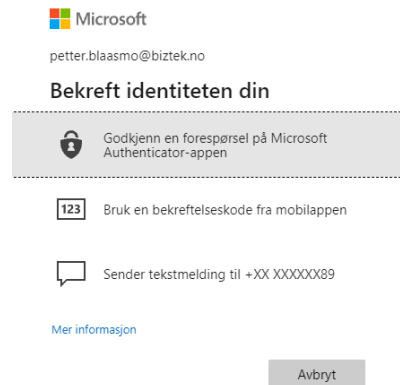 Microsoft
petter.blaasmo@biztek.no
Bekreft identiteten din
Godkjenn en forespørsel på Microsoft
Authenticator-appen
123
Bruk en bekreftelseskode fra mobilappen
Sender tekstmelding til +XX XXXXXX89
Mer informasjon
Avbryt